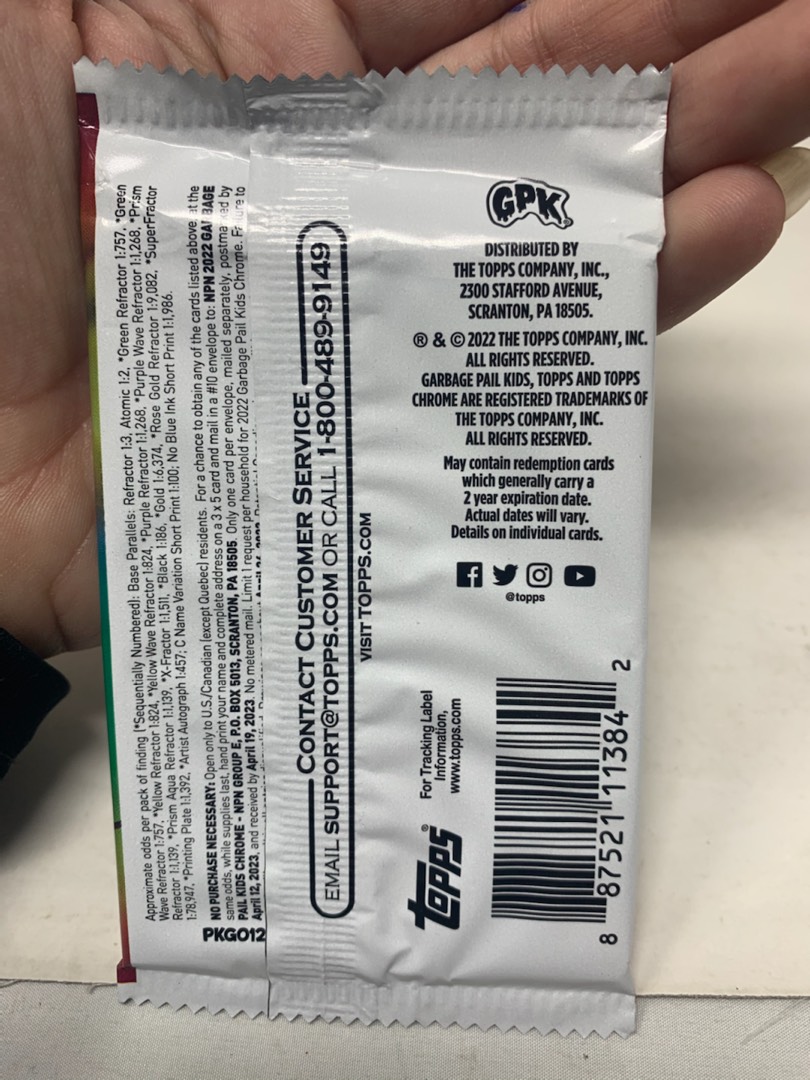 Approximate odds per pack of finding (*Sequentially Numbered): Base Parallels: Refractor 1:3, Atomic 1:2, *Green Refractor 1:757, *Green
Wave Refractor 1:757, *Yellow Refractor 1:824, *Yellow Wave Refractor 1:824, *Purple Refractor 1:1,268, *Purple Wave Refractor 1:1,268, *Prism
Refractor 1:1,139, *Prism Aqua Refractor 1:1,139, *X-Fractor 1:1,511, *Black 1:186, *Gold 1:6,374, *Rose Gold Refractor 1:9,082, *SuperFractor
1:78,947, *Printing Plate 1:1,392, *Artist Autograph 1:457; C Name Variation Short Print 1:100; No Blue Ink Short Print 1:1,986.
NO PURCHASE NECESSARY: Open only to U.S./Canadian (except Quebec) residents. For a chance to obtain any of the cards listed above, at the
same odds, while supplies last, hand print your name and complete address on a 3 x 5 card and mail in a #10 envelope to: NPN 2022 GARBAGE
PAIL KIDS CHROME - NPN GROUP E, P.O. BOX 5013, SCRANTON, PA 18505. Only one card per envelope, mailed separately, postmarked by
April 12, 2023, and received by April 19, 2023. No metered mail. Limit 1 request per household for 2022 Garbage Pail Kids Chrome. Failure to
PKG012
CONTACT CUSTOMER SERVICE
EMAIL SUPPORT@TOPPS.COM OR CALL 1-800-489-9149
VISIT TOPPS.COM
GPK
DISTRIBUTED BY
THE TOPPS COMPANY, INC.,
2300 STAFFORD AVENUE,
SCRANTON, PA 18505.
® & © 2022 THE TOPPS COMPANY, INC.
ALL RIGHTS RESERVED.
GARBAGE PAIL KIDS, TOPPS AND TOPPS
CHROME ARE REGISTERED TRADEMARKS OF
THE TOPPS COMPANY, INC.
ALL RIGHTS RESERVED.
May contain redemption cards
which generally carry a
2 year expiration date.
Actual dates will vary.
Details on individual cards.
@topps
topps®
For Tracking Label
Information,
www.topps.com
8 87521 11384 2